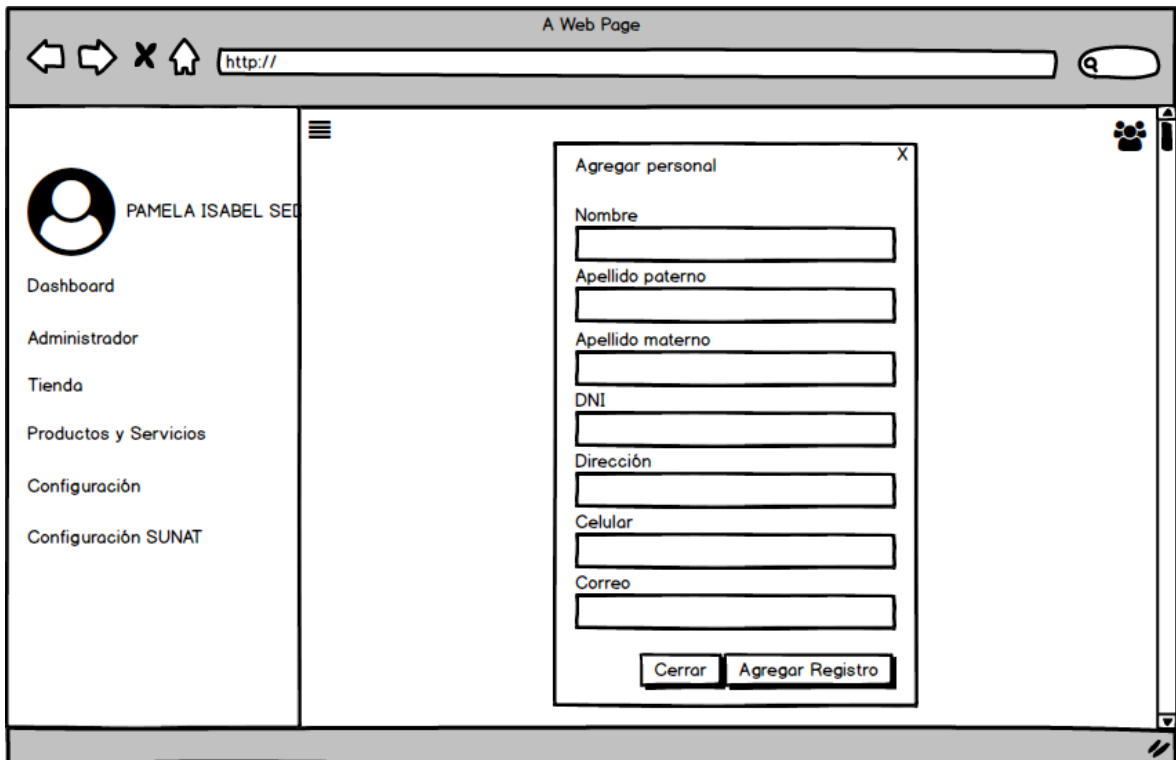 A Web Page
http://
PAMELA ISABEL SED
Dashboard
Administrador
Tienda
Productos y Servicios
Configuración
Configuración SUNAT
Agregar personal
X
Nombre
Apellido paterno
Apellido materno
DNI
Dirección
Celular
Correo
Cerrar
Agregar Registro